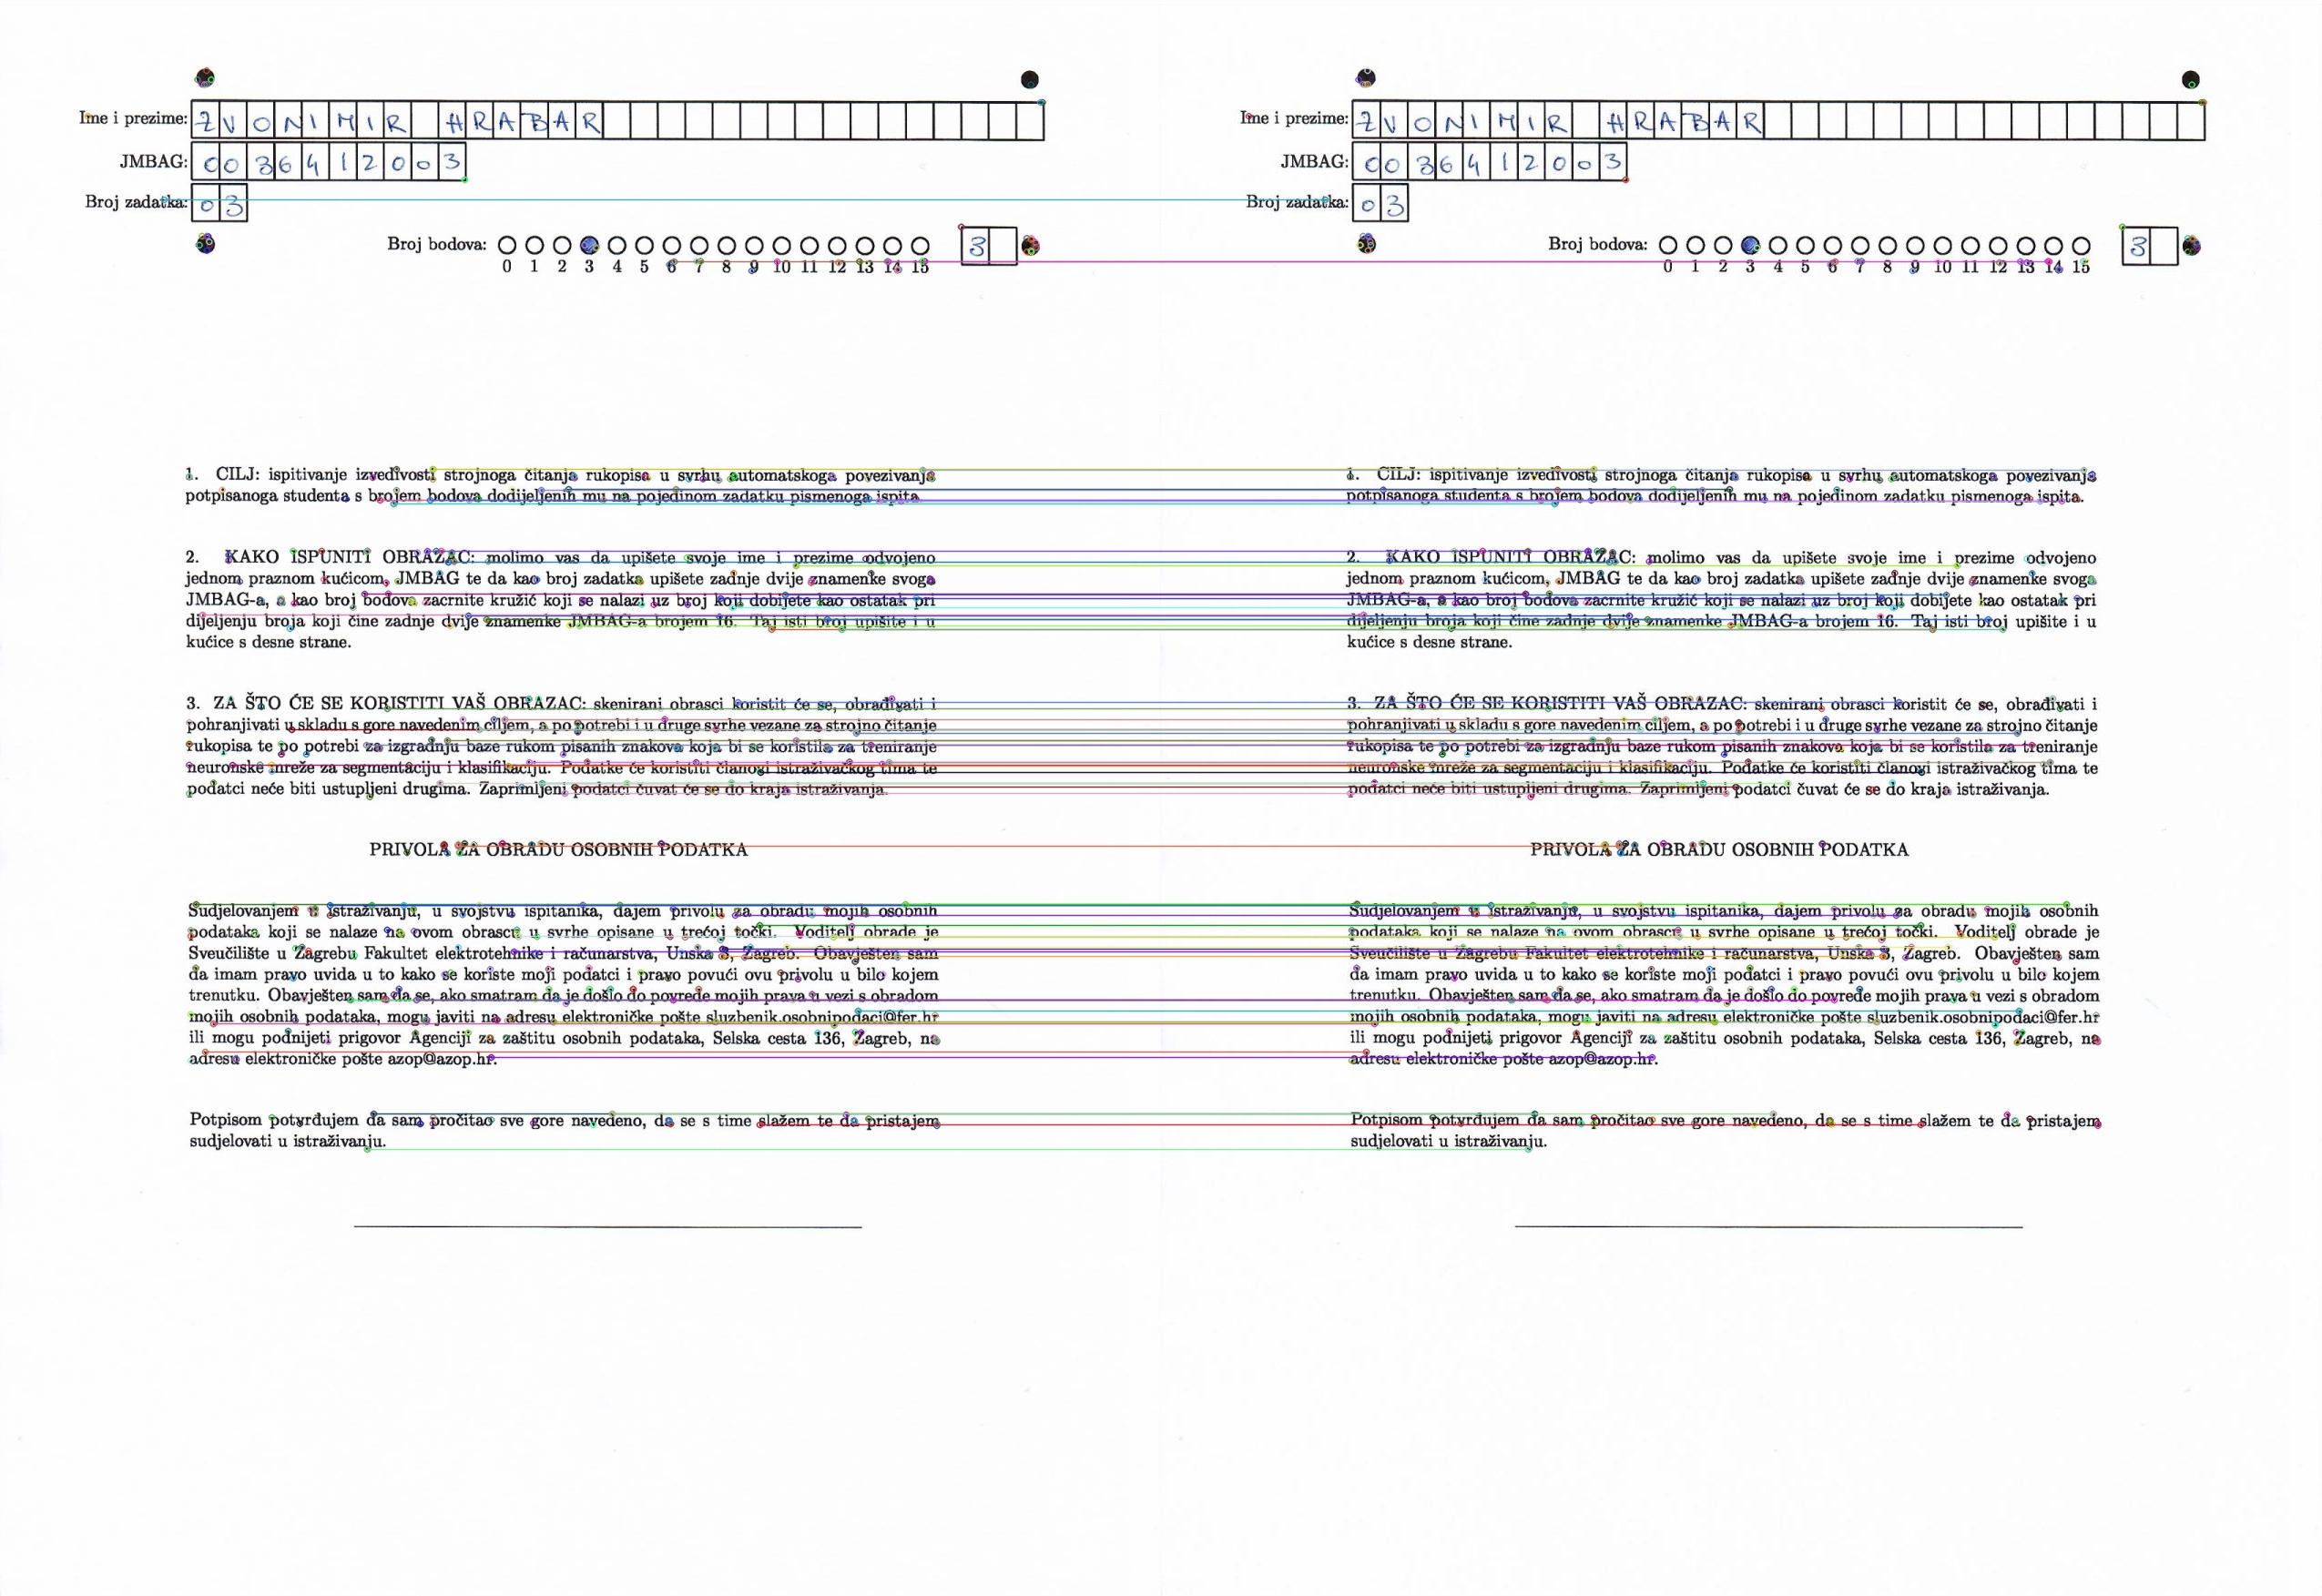 Ime i prezime: ZVONIMIR HRABAR
JMBAG: 0036412003
Broj zadatka: 03
Broj bodova: 3
0 1 2 3 4 5 6 7 8 9 10 11 12 13 14 15
1. CILJ: ispitivanje izvedivosti strojnoga čitanja rukopisa u svrhu automatskoga povezivanja
potpisanoga studenta s brojem bodova dodijeljenih mu na pojedinom zadatku pismenoga ispita.
2. KAKO ISPUNITI OBRAZAC: molimo vas da upišete svoje ime i prezime odvojeno
jednom praznom kućicom, JMBAG te da kao broj zadatka upišete zadnje dvije znamenke svoga
JMBAG-a, a kao broj bodova zacrnite kružić koji se nalazi uz broj koji dobijete kao ostatak pri
dijeljenju broja koji čine zadnje dvije znamenke JMBAG-a brojem 16. Taj isti broj upišite i u
kućice s desne strane.
3. ZA ŠTO ĆE SE KORISTITI VAŠ OBRAZAC: skenirani obrasci koristit će se, obrađivati i
pohranjivati u skladu s gore navedenim ciljem, a po potrebi i u druge svrhe vezane za strojno čitanje
rukopisa te po potrebi za izgradnju baze rukom pisanih znakova koja bi se koristila za treniranje
neuronske mreže za segmentaciju i klasifikaciju. Podatke će koristiti članovi istraživačkog tima te
podatci neće biti ustupljeni drugima. Zaprimljeni podatci čuvat će se do kraja istraživanja.
PRIVOLA ZA OBRADU OSOBNIH PODATKA
Sudjelovanjem u istraživanju, u svojstvu ispitanika, dajem privolu za obradu mojih osobnih
podataka koji se nalaze na ovom obrascu u svrhe opisane u trećoj točki. Voditelj obrade je
Sveučilište u Zagrebu Fakultet elektrotehnike i računarstva, Unska 3, Zagreb. Obavješten sam
da imam pravo uvida u to kako se koriste moji podatci i pravo povući ovu privolu u bilo kojem
trenutku. Obavješten sam da se, ako smatram da je došlo do povrede mojih prava u vezi s obradom
mojih osobnih podataka, mogu javiti na adresu elektroničke pošte sluzbenik.osobnipodaci@fer.hr
ili mogu podnijeti prigovor Agenciji za zaštitu osobnih podataka, Selska cesta 136, Zagreb, na
adresu elektroničke pošte azop@azop.hr.
Potpisom potvrđujem da sam pročitao sve gore navedeno, da se s time slažem te da pristajem
sudjelovati u istraživanju.
Ime i prezime: ZVONIMIR HRABAR
JMBAG: 0036412003
Broj zadatka: 03
Broj bodova: 3
0 1 2 3 4 5 6 7 8 9 10 11 12 13 14 15
1. CILJ: ispitivanje izvedivosti strojnoga čitanja rukopisa u svrhu automatskoga povezivanja
potpisanoga studenta s brojem bodova dodijeljenih mu na pojedinom zadatku pismenoga ispita.
2. KAKO ISPUNITI OBRAZAC: molimo vas da upišete svoje ime i prezime odvojeno
jednom praznom kućicom, JMBAG te da kao broj zadatka upišete zadnje dvije znamenke svoga
JMBAG-a, a kao broj bodova zacrnite kružić koji se nalazi uz broj koji dobijete kao ostatak pri
dijeljenju broja koji čine zadnje dvije znamenke JMBAG-a brojem 16. Taj isti broj upišite i u
kućice s desne strane.
3. ZA ŠTO ĆE SE KORISTITI VAŠ OBRAZAC: skenirani obrasci koristit će se, obrađivati i
pohranjivati u skladu s gore navedenim ciljem, a po potrebi i u druge svrhe vezane za strojno čitanje
rukopisa te po potrebi za izgradnju baze rukom pisanih znakova koja bi se koristila za treniranje
neuronske mreže za segmentaciju i klasifikaciju. Podatke će koristiti članovi istraživačkog tima te
podatci neće biti ustupljeni drugima. Zaprimljeni podatci čuvat će se do kraja istraživanja.
PRIVOLA ZA OBRADU OSOBNIH PODATKA
Sudjelovanjem u istraživanju, u svojstvu ispitanika, dajem privolu za obradu mojih osobnih
podataka koji se nalaze na ovom obrascu u svrhe opisane u trećoj točki. Voditelj obrade je
Sveučilište u Zagrebu Fakultet elektrotehnike i računarstva, Unska 3, Zagreb. Obavješten sam
da imam pravo uvida u to kako se koriste moji podatci i pravo povući ovu privolu u bilo kojem
trenutku. Obavješten sam da se, ako smatram da je došlo do povrede mojih prava u vezi s obradom
mojih osobnih podataka, mogu javiti na adresu elektroničke pošte sluzbenik.osobnipodaci@fer.hr
ili mogu podnijeti prigovor Agenciji za zaštitu osobnih podataka, Selska cesta 136, Zagreb, na
adresu elektroničke pošte azop@azop.hr.
Potpisom potvrđujem da sam pročitao sve gore navedeno, da se s time slažem te da pristajem
sudjelovati u istraživanju.